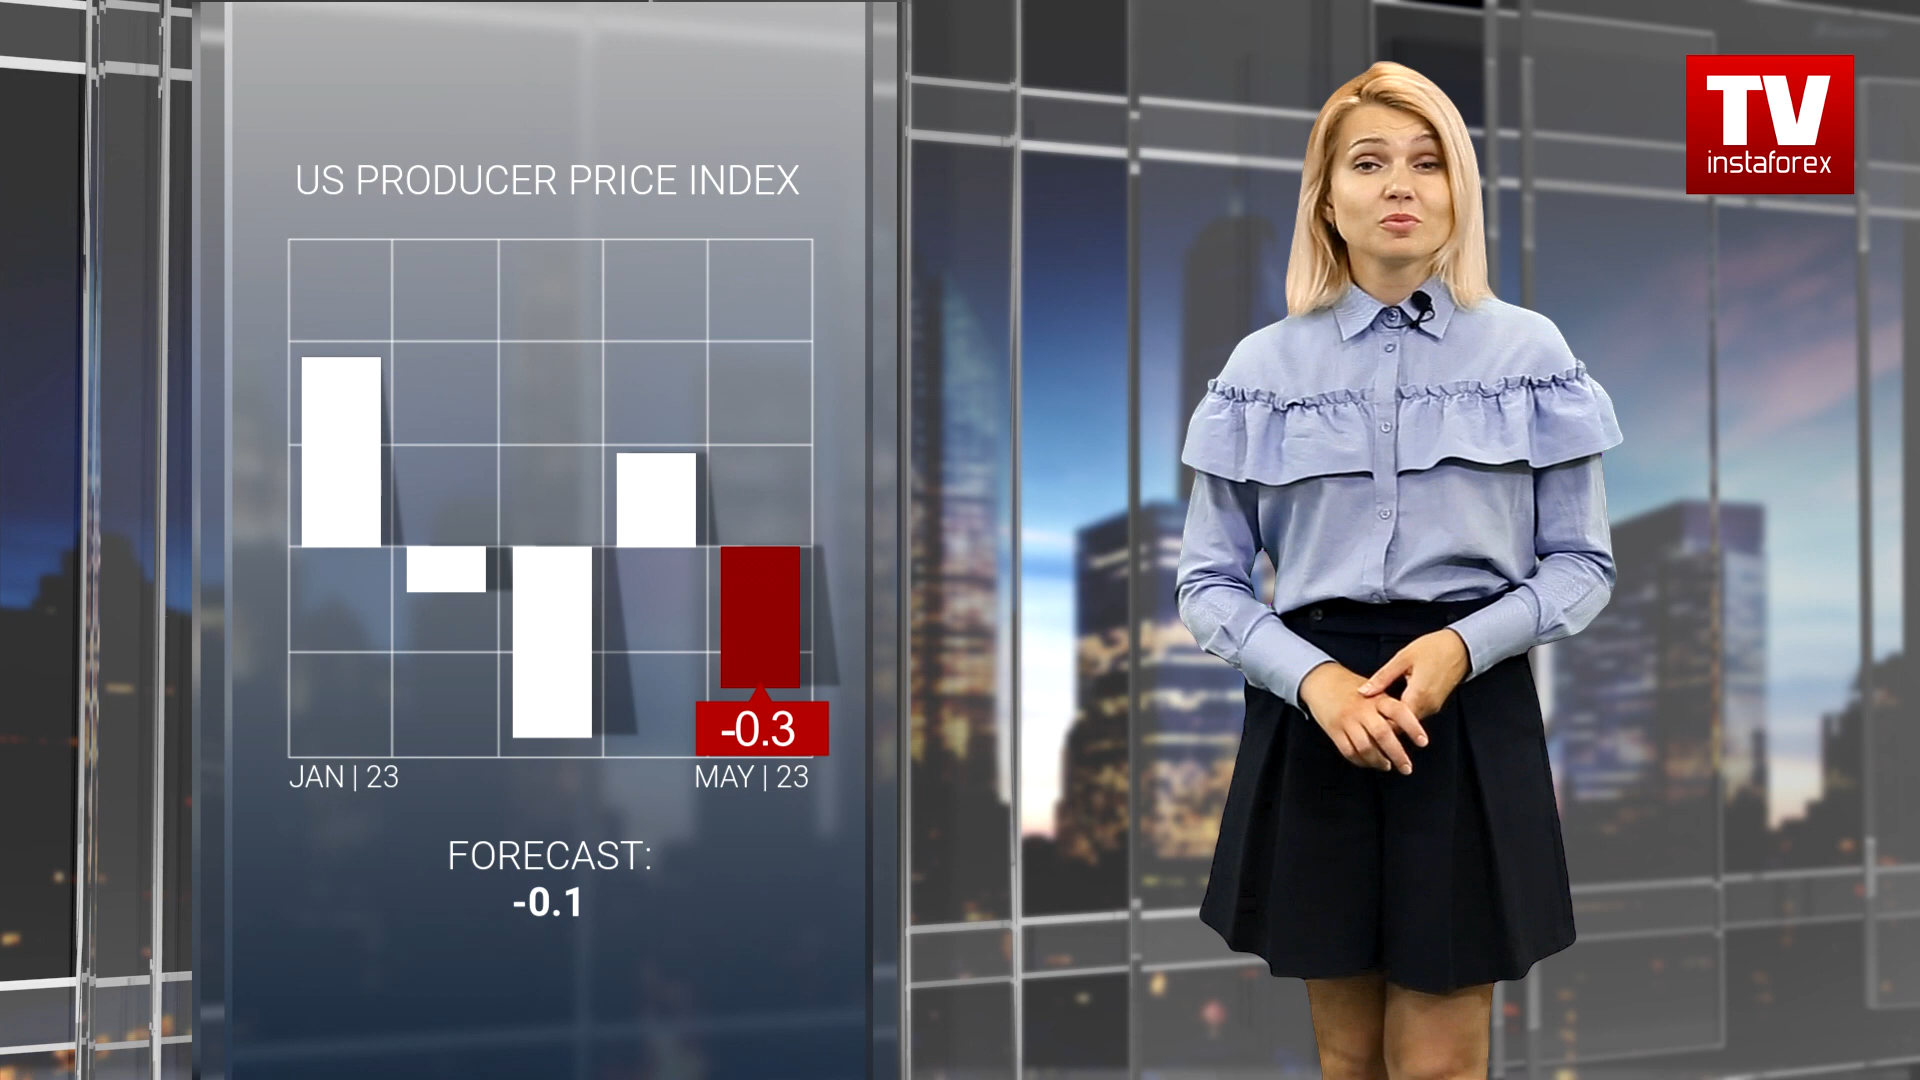 US PRODUCER PRICE INDEX
-0.3
JAN | 23
MAY | 23
FORECAST:
-0.1
TV
instaforex